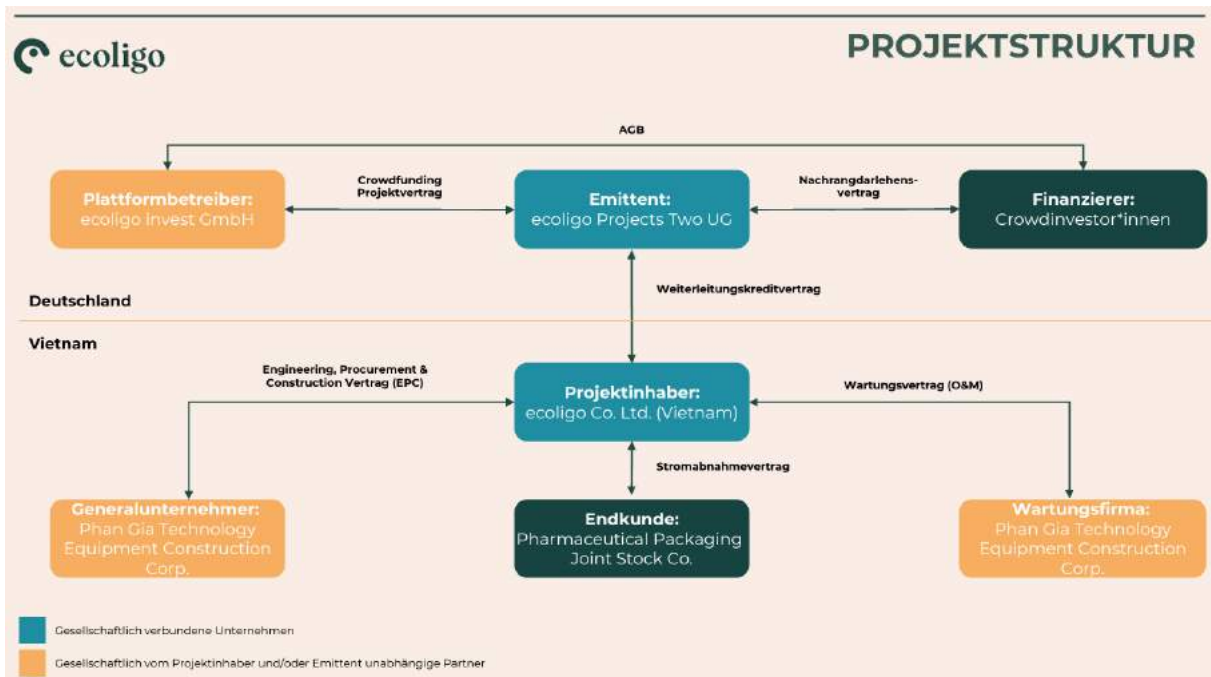 ecoligo
PROJEKTSTRUKTUR
AGB
Plattformbetreiber:
ecoligo invest GmbH
Crowdfunding
Projektvertrag
Emittent:
ecoligo Projects Two UG
Nachrangdarlehens-
vertrag
Finanzierer:
Crowdinvestor*innen
Weiterleitungskreditvertrag
Deutschland
Vietnam
Engineering, Procurement &
Construction Vertrag (EPC)
Projektinhaber:
ecoligo Co. Ltd. (Vietnam)
Wartungsvertrag (O&M)
Stromabnahmevertrag
Generalunternehmer:
Phan Gia Technology
Equipment Construction
Corp.
Endkunde:
Pharmaceutical Packaging
Joint Stock Co.
Wartungsfirma:
Phan Gia Technology
Equipment Construction
Corp.
Gesellschaftlich verbundene Unternehmen
Gesellschaftlich vom Projektinhaber und/oder Emittent unabhängige Partner